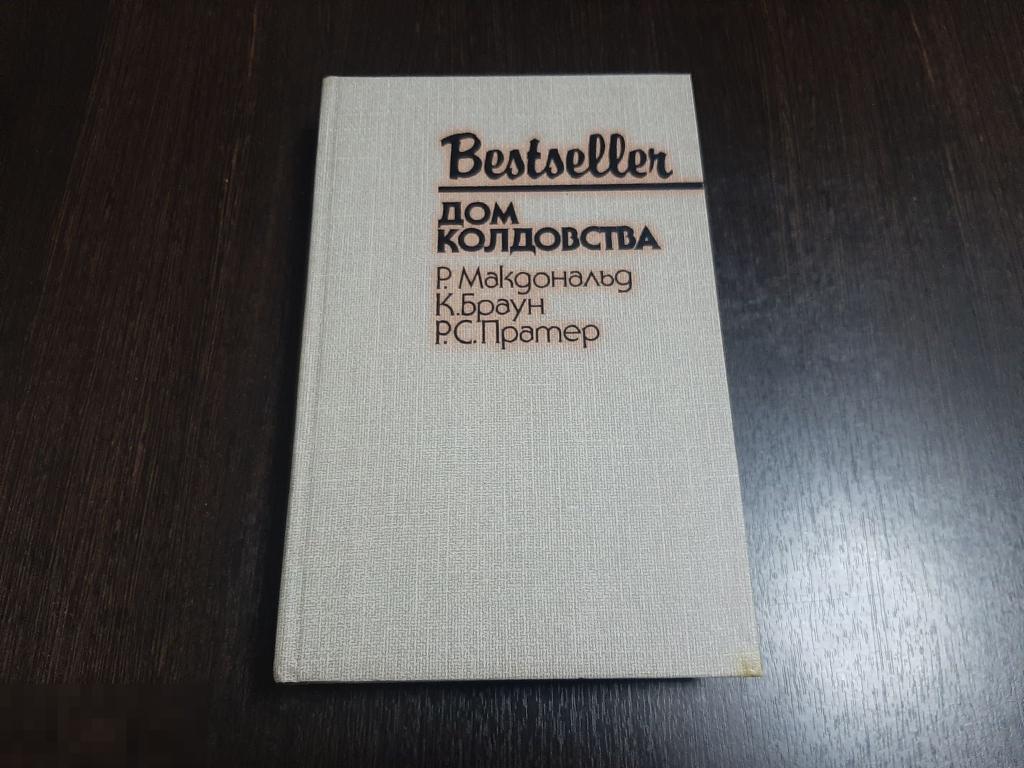 Bestseller
ДОМ
КОЛДОВСТВА
Р. Макдональд
К.Браун
Р.С.Пратер